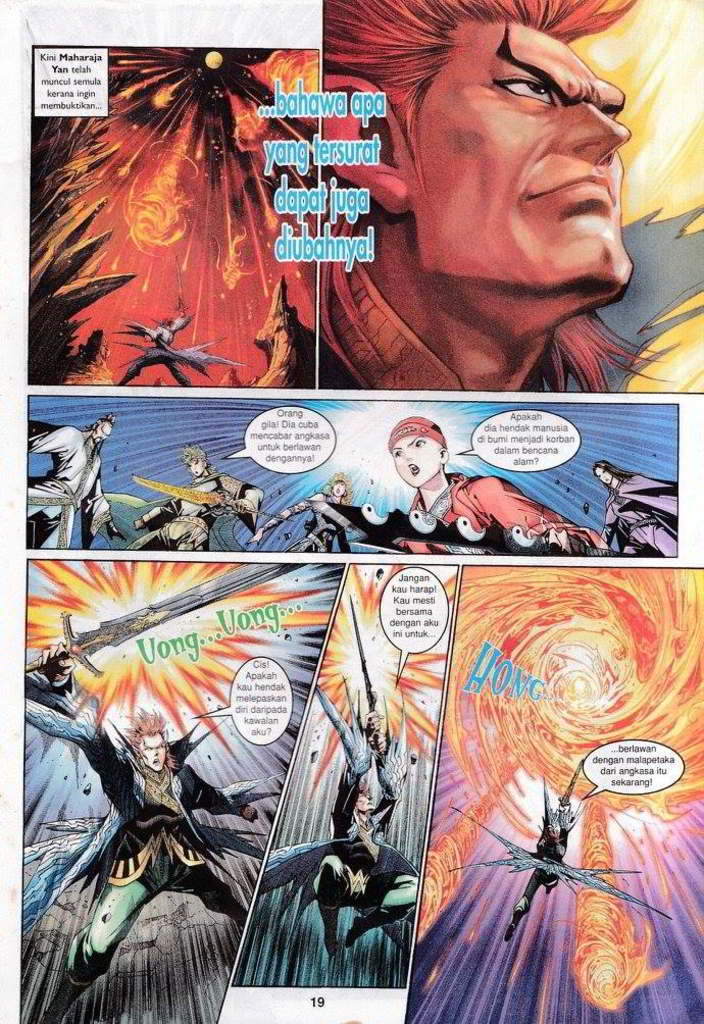 Kini Maharaja
Yan telah
muncul semula
kerana ingin
membuktikan...
...bahawa apa
yang tersurat
dapat juga
diubahnya!
Orang
gila! Dia cuba
mencabar angkasa
untuk berlawan
dengannya!
Apakah
dia hendak manusia
di bumi menjadi korban
dalam bencana
alam?
Uong...Uong...
Cis!
Apakah
kau hendak
melepaskan
diri daripada
kawalan
aku?
Jangan
kau harap!
Kau mesti
bersama
dengan aku
ini untuk...
HONG...
...berlawan
dengan malapetaka
dari angkasa itu
sekarang!
19